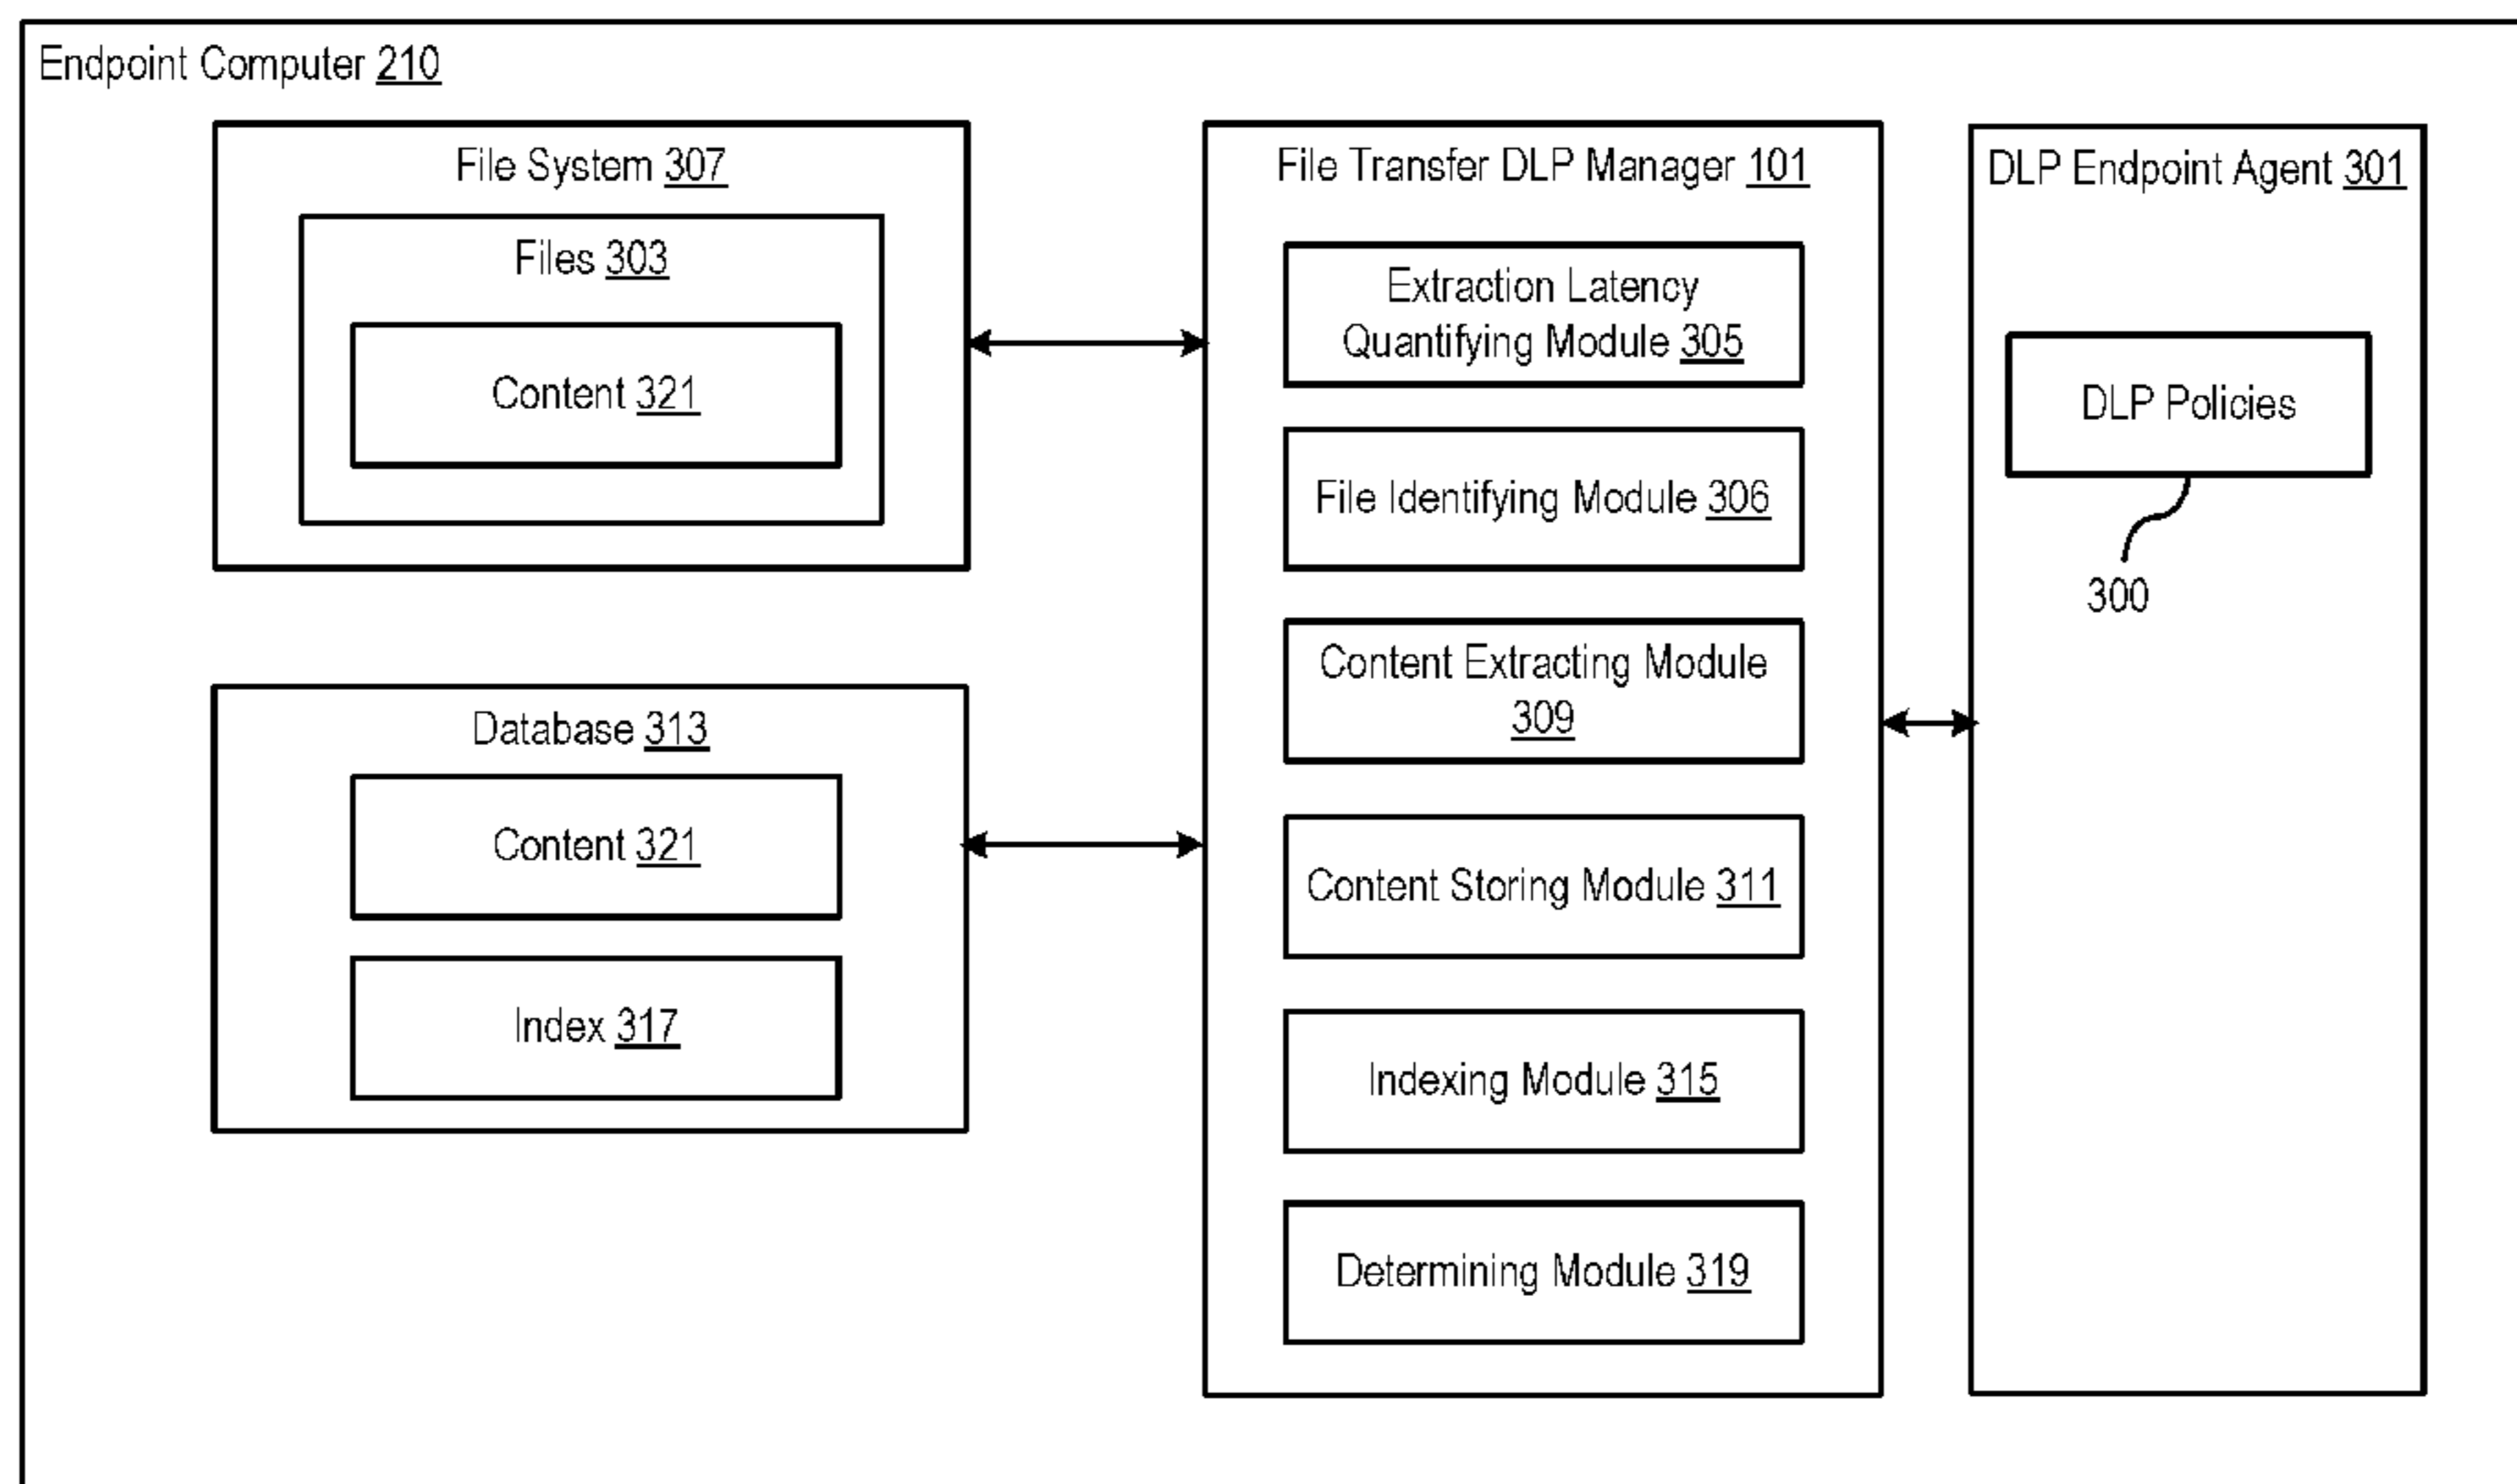 Endpoint Computer 210
File System 307
Files 303
Content 321
Database 313
Content 321
Index 317
File Transfer DLP Manager 101
Extraction Latency
Quantifying Module 305
File Identifying Module 306
Content Extracting Module
309
Content Storing Module 311
Indexing Module 315
Determining Module 319
DLP Endpoint Agent 301
DLP Policies
300